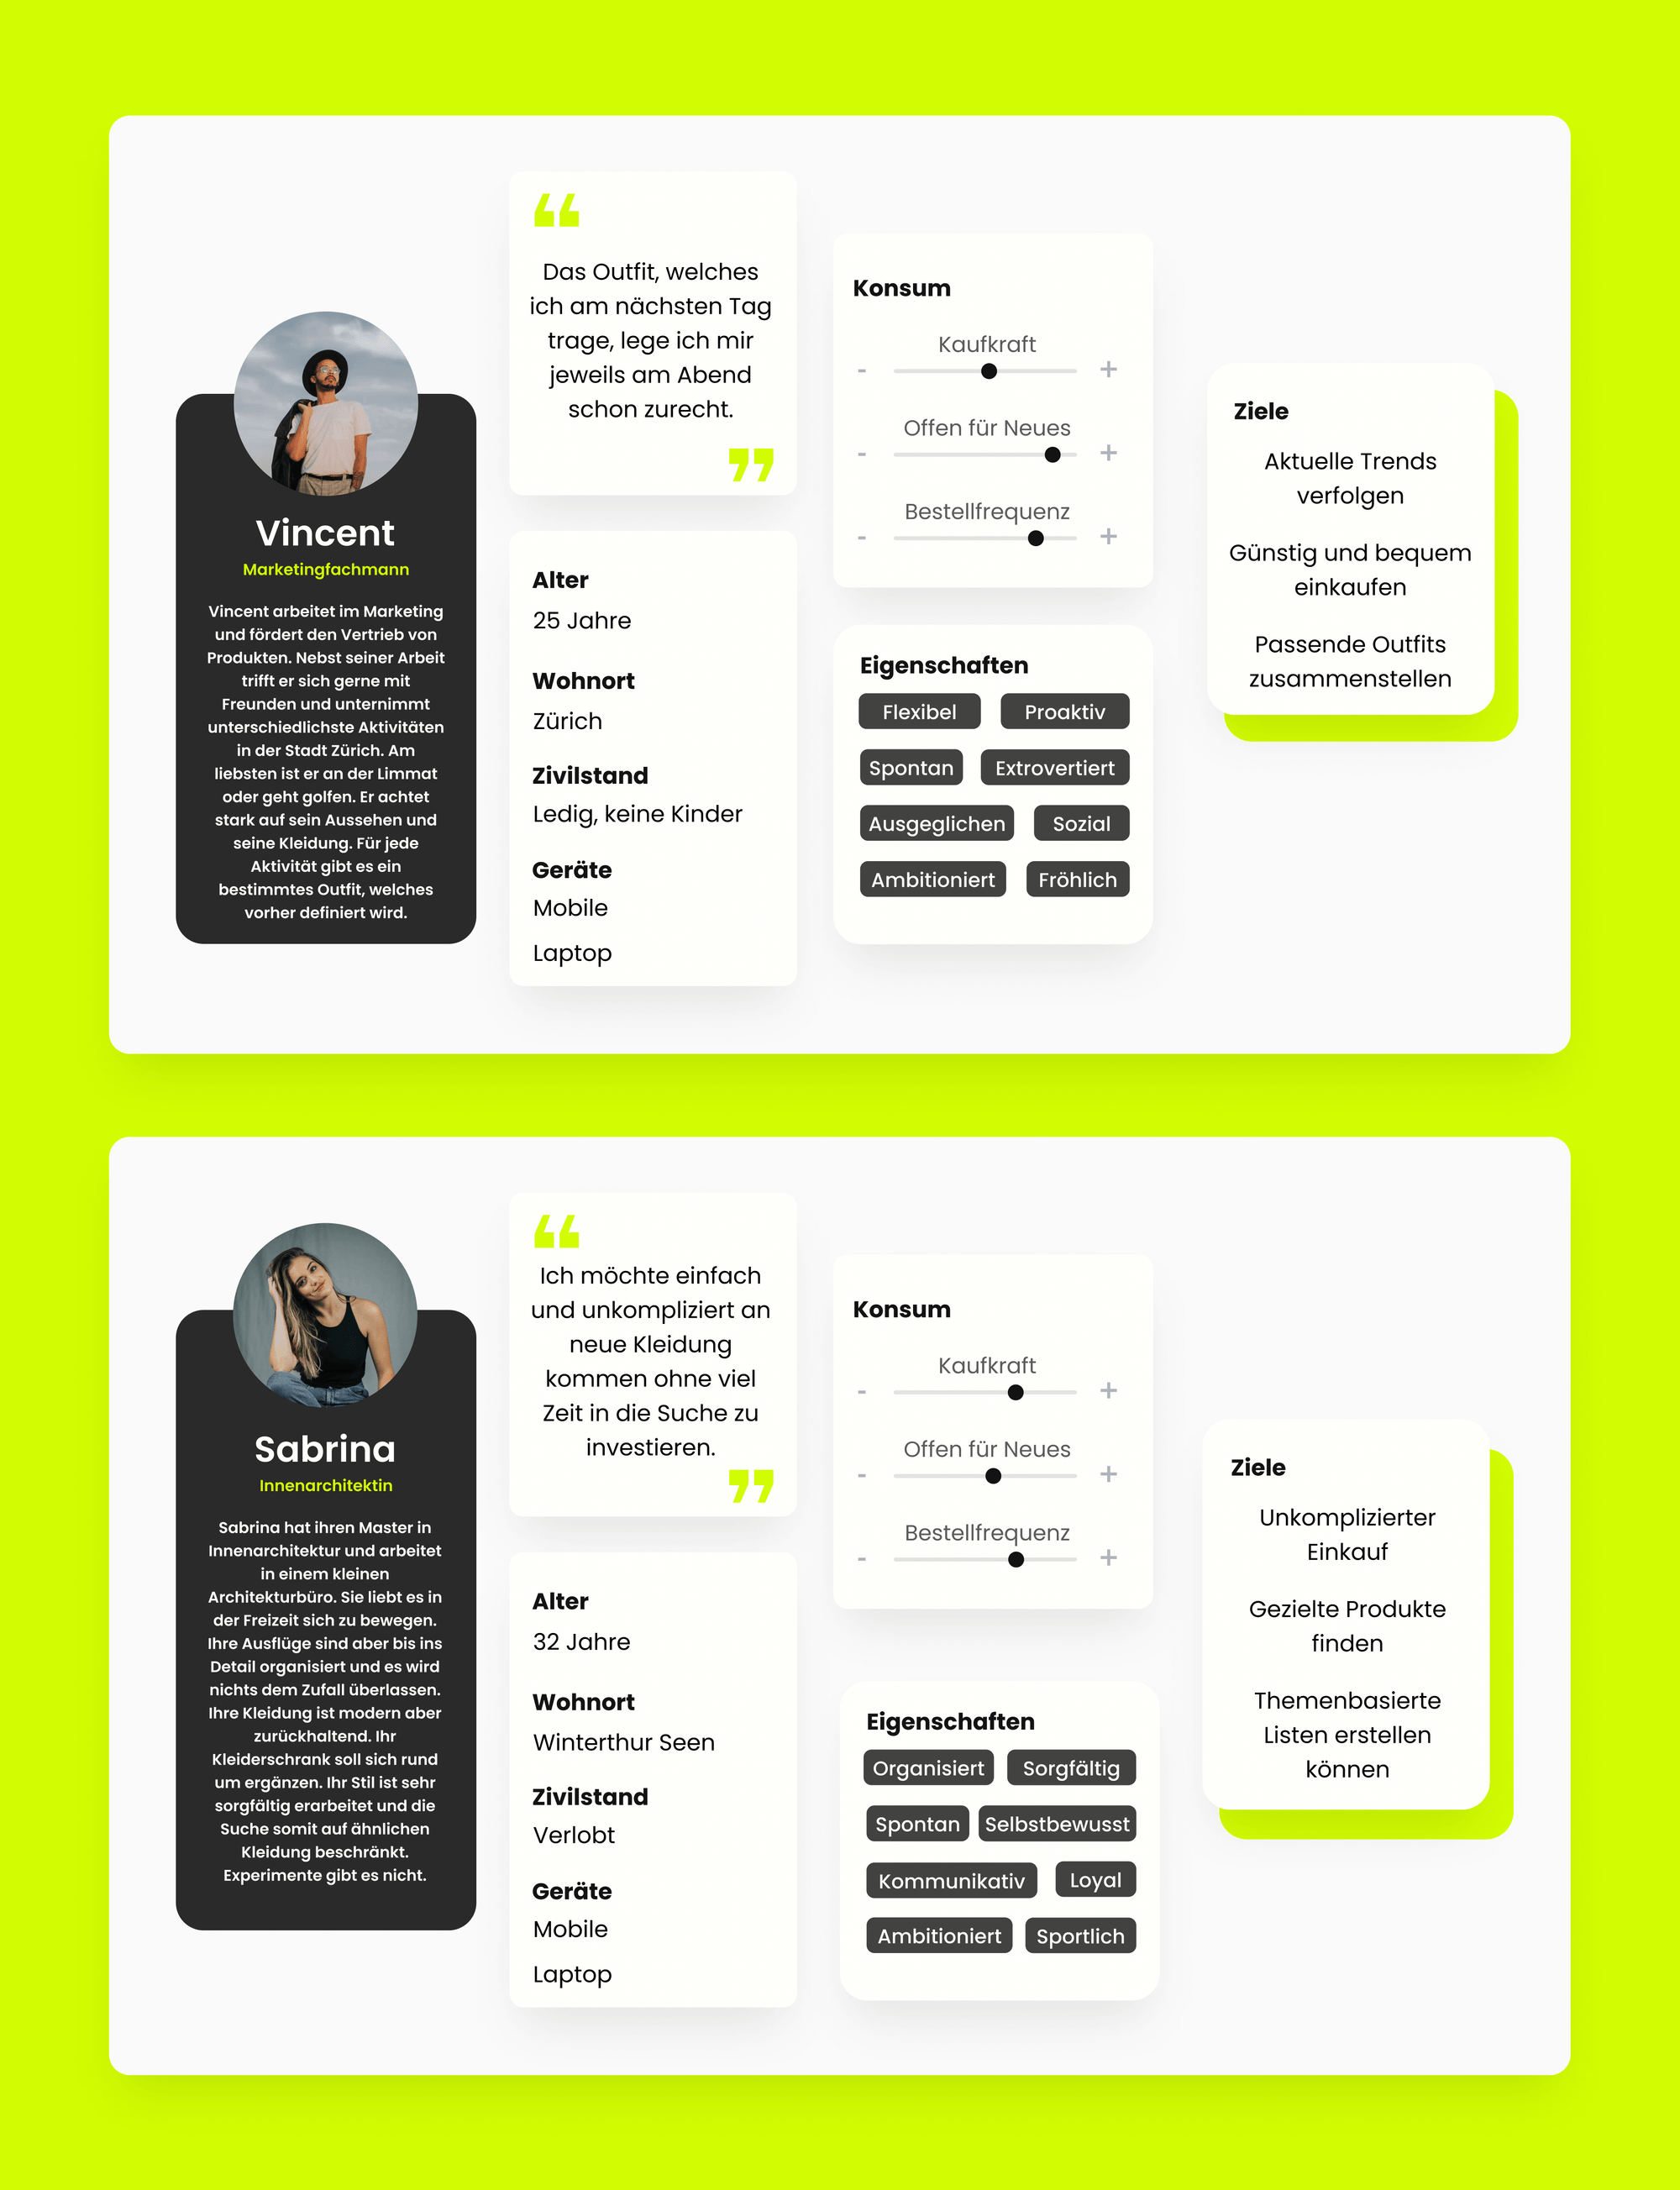 Vincent
Marketingfachmann
Vincent arbeitet im Marketing
und fördert den Vertrieb von
Produkten. Nebst seiner Arbeit
trifft er sich gerne mit
Freunden und unternimmt
unterschiedlichste Aktivitäten
in der Stadt Zürich. Am
liebsten ist er an der Limmat
oder geht golfen. Er achtet
stark auf sein Aussehen und
seine Kleidung. Für jede
Aktivität gibt es ein
bestimmtes Outfit, welches
vorher definiert wird.
“
Das Outfit, welches
ich am nächsten Tag
trage, lege ich mir
jeweils am Abend
schon zurecht.
”
Alter
25 Jahre
Wohnort
Zürich
Zivilstand
Ledig, keine Kinder
Geräte
Mobile
Laptop
Konsum
Kaufkraft
- +
Offen für Neues
- +
Bestellfrequenz
- +
Eigenschaften
Flexibel Proaktiv
Spontan Extrovertiert
Ausgeglichen Sozial
Ambitioniert Fröhlich
Ziele
Aktuelle Trends
verfolgen
Günstig und bequem
einkaufen
Passende Outfits
zusammenstellen
Sabrina
Innenarchitektin
Sabrina hat ihren Master in
Innenarchitektur und arbeitet
in einem kleinen
Architekturbüro. Sie liebt es in
der Freizeit sich zu bewegen.
Ihre Ausflüge sind aber bis ins
Detail organisiert und es wird
nichts dem Zufall überlassen.
Ihre Kleidung ist modern aber
zurückhaltend. Ihr
Kleiderschrank soll sich rund
um ergänzen. Ihr Stil ist sehr
sorgfältig erarbeitet und die
Suche somit auf ähnlichen
Kleidung beschränkt.
Experimente gibt es nicht.
“
Ich möchte einfach
und unkompliziert an
neue Kleidung
kommen ohne viel
Zeit in die Suche zu
investieren.
”
Alter
32 Jahre
Wohnort
Winterthur Seen
Zivilstand
Verlobt
Geräte
Mobile
Laptop
Konsum
Kaufkraft
- +
Offen für Neues
- +
Bestellfrequenz
- +
Eigenschaften
Organisiert Sorgfältig
Spontan Selbstbewusst
Kommunikativ Loyal
Ambitioniert Sportlich
Ziele
Unkomplizierter
Einkauf
Gezielte Produkte
finden
Themenbasierte
Listen erstellen
können